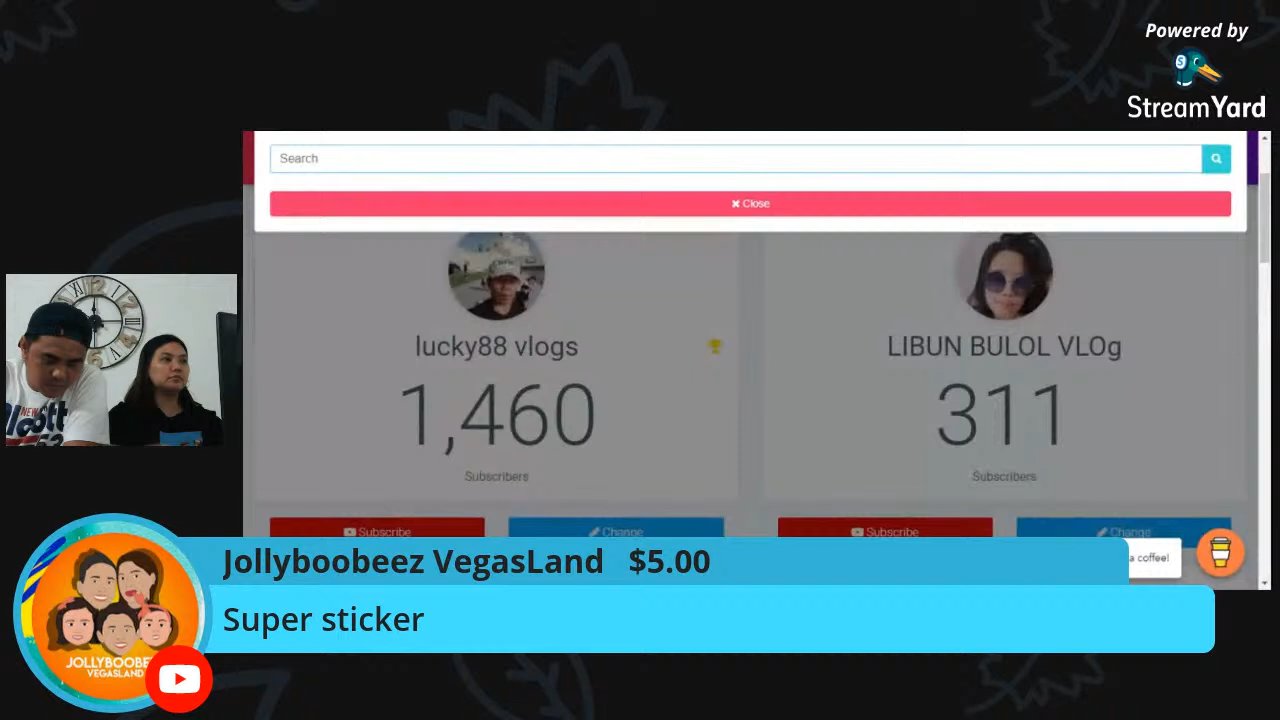 Powered by
StreamYard
Search
Close
lucky88 vlogs
LIBUN BULOL VLOg
1,460
311
Subscribers
Subscribers
Subscribe
Change
Subscribe
Change
a coffee!
Jollyboobeez VegasLand $5.00
Super sticker
VEGASLAND